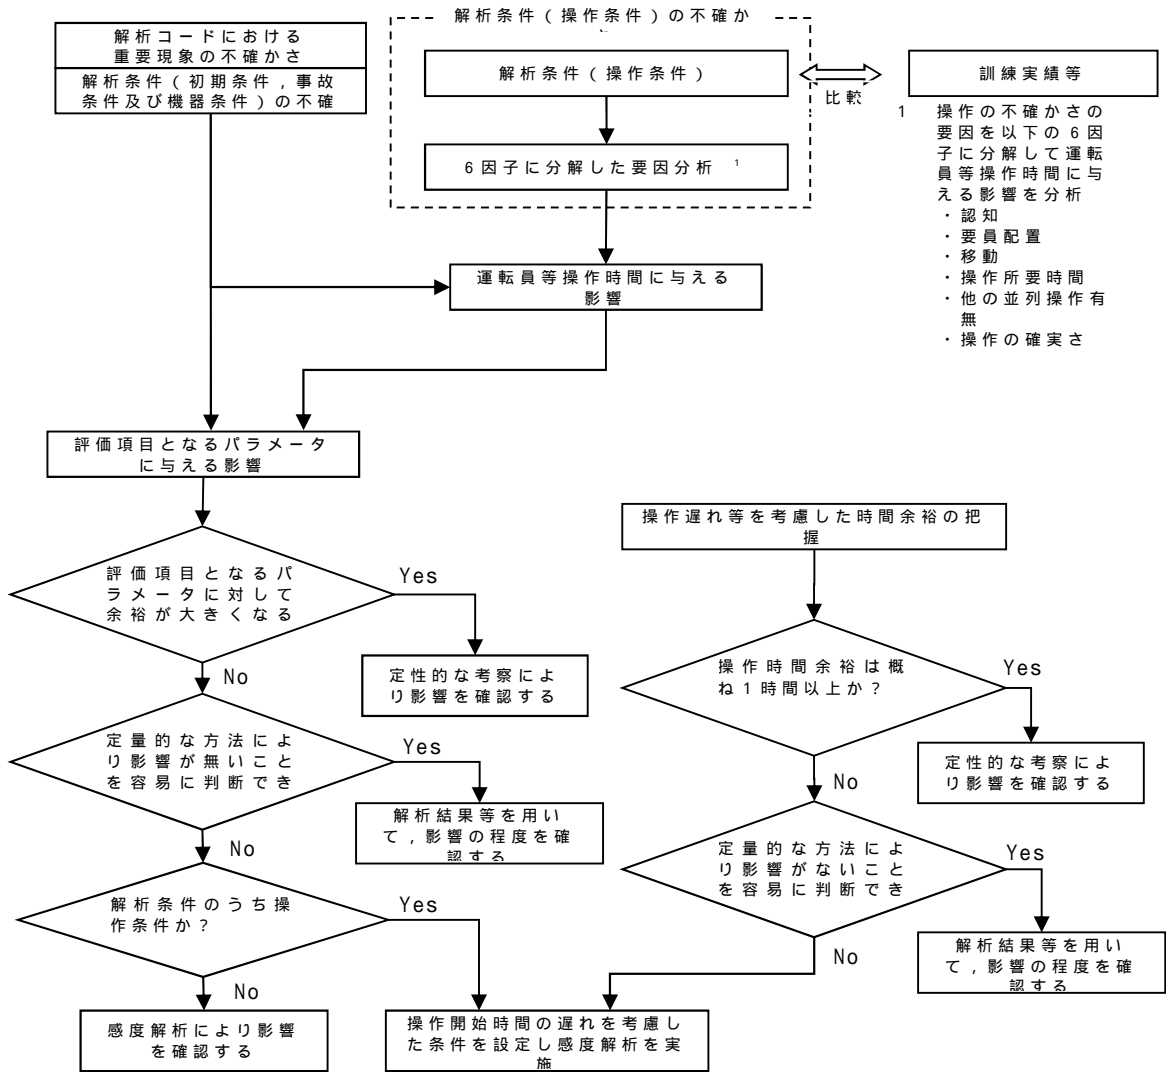 解析コードにおける
重要現象の不確かさ
解析条件（初期条件，事故
条件及び機器条件）の不確
解析条件（操作条件）の不確か
解析条件（操作条件）
6因子に分解した要因分析 1
比較
訓練実績等
1 操作の不確かさの
要因を以下の6因
子に分解して運転
員等操作時間に与
える影響を分析
・認知
・要員配置
・移動
・操作所要時間
・他の並列操作有
無
・操作の確実さ
運転員等操作時間に与える
影響
評価項目となるパラメータ
に与える影響
評価項目となるパ
ラメータに対して
余裕が大きくなる
Yes
No
定性的な考察によ
り影響を確認する
定量的な方法によ
り影響が無いこと
を容易に判断でき
Yes
No
解析結果等を用い
て，影響の程度を確
認する
解析条件のうち操
作条件か？
Yes
No
感度解析により影響
を確認する
操作開始時間の遅れを考慮し
た条件を設定し感度解析を実
施
操作遅れ等を考慮した時間余裕の把
握
操作時間余裕は概
ね1時間以上か？
Yes
No
定性的な考察によ
り影響を確認する
定量的な方法によ
り影響がないこと
を容易に判断でき
Yes
No
解析結果等を用い
て，影響の程度を確
認する